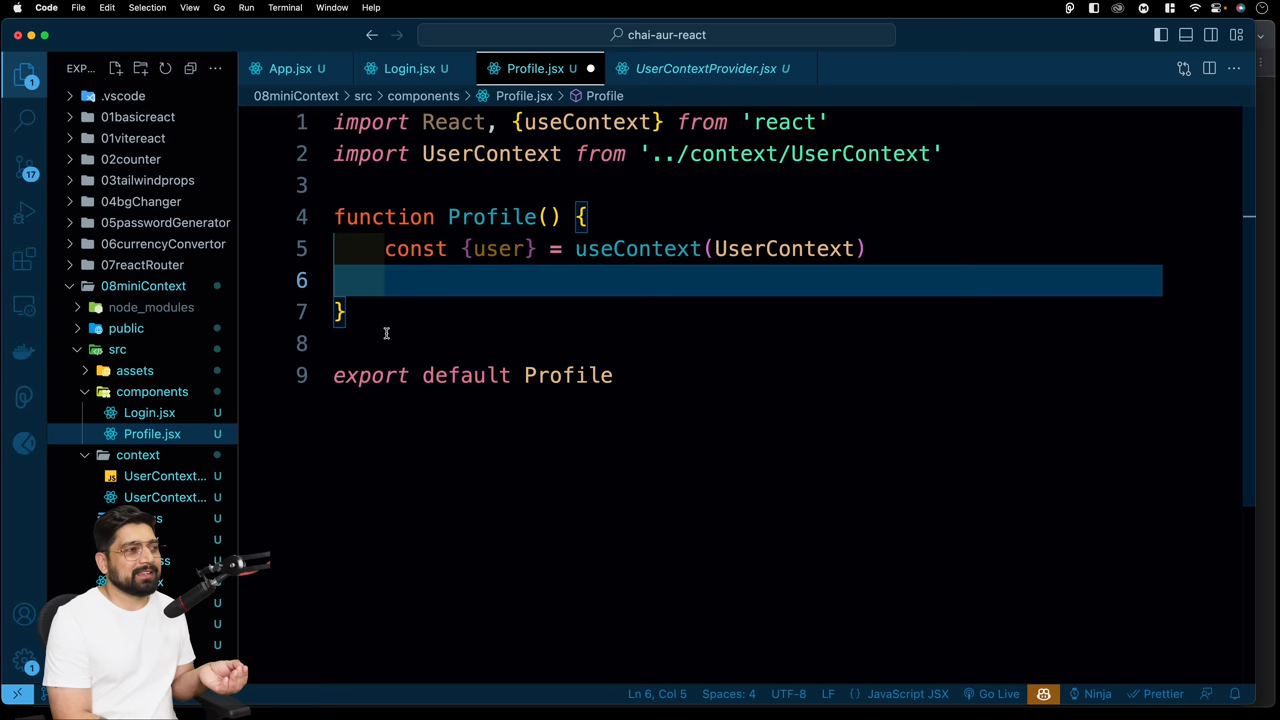 Code File Edit Selection View Go Run Terminal Window Help
chai-aur-react
EXP...
App.jsx U
Login.jsx U
Profile.jsx U
UserContextProvider.jsx U
08miniContext > src > components > Profile.jsx > Profile
.vscode
01basicreact
01vitereact
02counter
03tailwindprops
04bgChanger
05passwordGenerator
06currencyConvertor
07reactRouter
08miniContext
node_modules
public
src
assets
components
Login.jsx U
Profile.jsx U
context
UserContext... U
UserContext... U
U
U
U
U
U
U
U
1
17
1
1 import React, {useContext} from 'react'
2 import UserContext from '../context/UserContext'
3
4 function Profile() {
5 const {user} = useContext(UserContext)
6
7 }
8
9 export default Profile
Ln 6, Col 5 Spaces: 4 UTF-8 LF {} JavaScript JSX Go Live Ninja Prettier